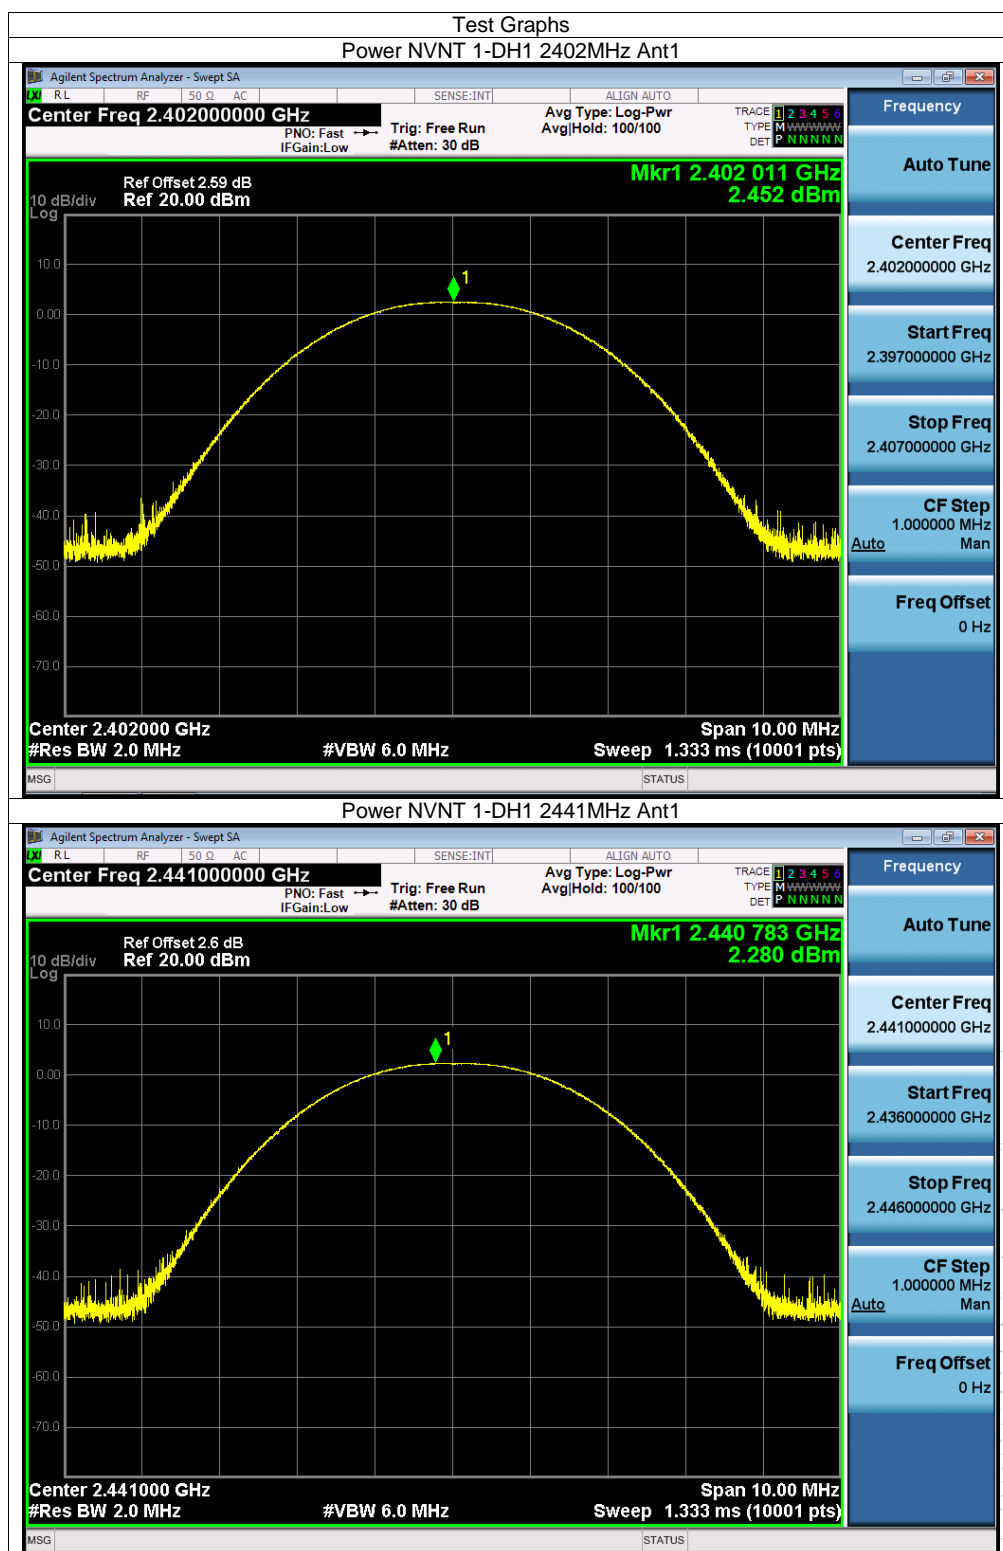 Test Graphs
Power NVNT 1-DH1 2402MHz Ant1
Agilent Spectrum Analyzer - Swept SA
LXI RL RF 50 Ω AC SENSE:INT ALIGN AUTO
Center Freq 2.402000000 GHz
PNO: Fast
IFGain:Low
Trig: Free Run
#Atten: 30 dB
Avg Type: Log-Pwr
Avg|Hold: 100/100
TRACE 1 2 3 4 5 6
TYPE M WWWWW
DET P N N N N N
Ref Offset 2.59 dB
10 dB/div Ref 20.00 dBm
Log
Mkr1 2.402 011 GHz
2.452 dBm
1
10.0
0.00
-10.0
-20.0
-30.0
-40.0
-50.0
-60.0
-70.0
Center 2.402000 GHz Span 10.00 MHz
#Res BW 2.0 MHz #VBW 6.0 MHz Sweep 1.333 ms (10001 pts)
MSG STATUS
Frequency
Auto Tune
Center Freq
2.402000000 GHz
Start Freq
2.397000000 GHz
Stop Freq
2.407000000 GHz
CF Step
1.000000 MHz
Auto Man
Freq Offset
0 Hz
Power NVNT 1-DH1 2441MHz Ant1
Agilent Spectrum Analyzer - Swept SA
LXI RL RF 50 Ω AC SENSE:INT ALIGN AUTO
Center Freq 2.441000000 GHz
PNO: Fast
IFGain:Low
Trig: Free Run
#Atten: 30 dB
Avg Type: Log-Pwr
Avg|Hold: 100/100
TRACE 1 2 3 4 5 6
TYPE M WWWWW
DET P N N N N N
Ref Offset 2.6 dB
10 dB/div Ref 20.00 dBm
Log
Mkr1 2.440 783 GHz
2.280 dBm
1
10.0
0.00
-10.0
-20.0
-30.0
-40.0
-50.0
-60.0
-70.0
Center 2.441000 GHz Span 10.00 MHz
#Res BW 2.0 MHz #VBW 6.0 MHz Sweep 1.333 ms (10001 pts)
MSG STATUS
Frequency
Auto Tune
Center Freq
2.441000000 GHz
Start Freq
2.436000000 GHz
Stop Freq
2.446000000 GHz
CF Step
1.000000 MHz
Auto Man
Freq Offset
0 Hz